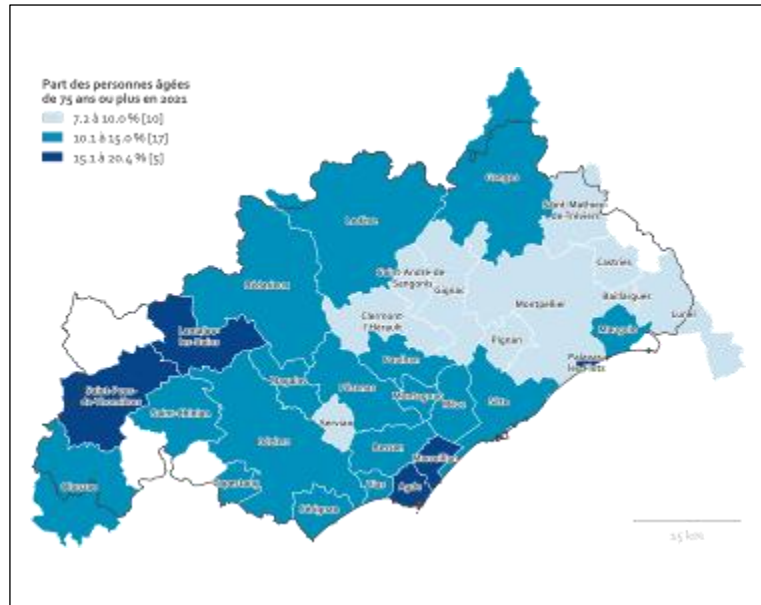 Part des personnes âgées
de 75 ans ou plus en 2021
7.2 à 10.0 % [10]
10.1 à 15.0 % [17]
15.1 à 20.4 % [5]
Ganges
Saint-Mathieu-
de-Tréviers
Lodève
Castries
Saint-André-de-
Sangonis
Gignac
Bédarieux
Baillargues
Montpellier
Lunel
Clermont-
l'Hérault
Mauguio
Lamalou-
les-Bains
Pignan
Palavas-
les-Flots
Paulhan
Magalas
Pézenas
Saint-Pons-
de-Thomières
Montagnac
Mèze
Sète
Saint-Chinian
Servian
Béziers
Bessan
Marseillan
Olonzac
Capestang
Vias
Agde
Sérignan
15 km